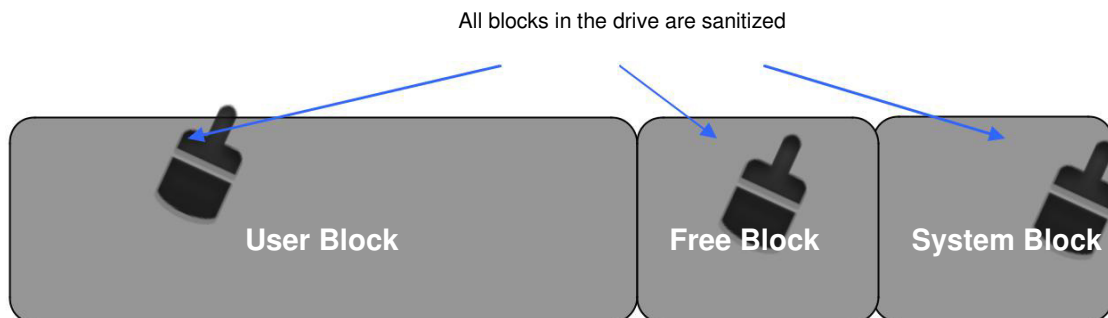 All blocks in the drive are sanitized
User Block
Free Block
System Block